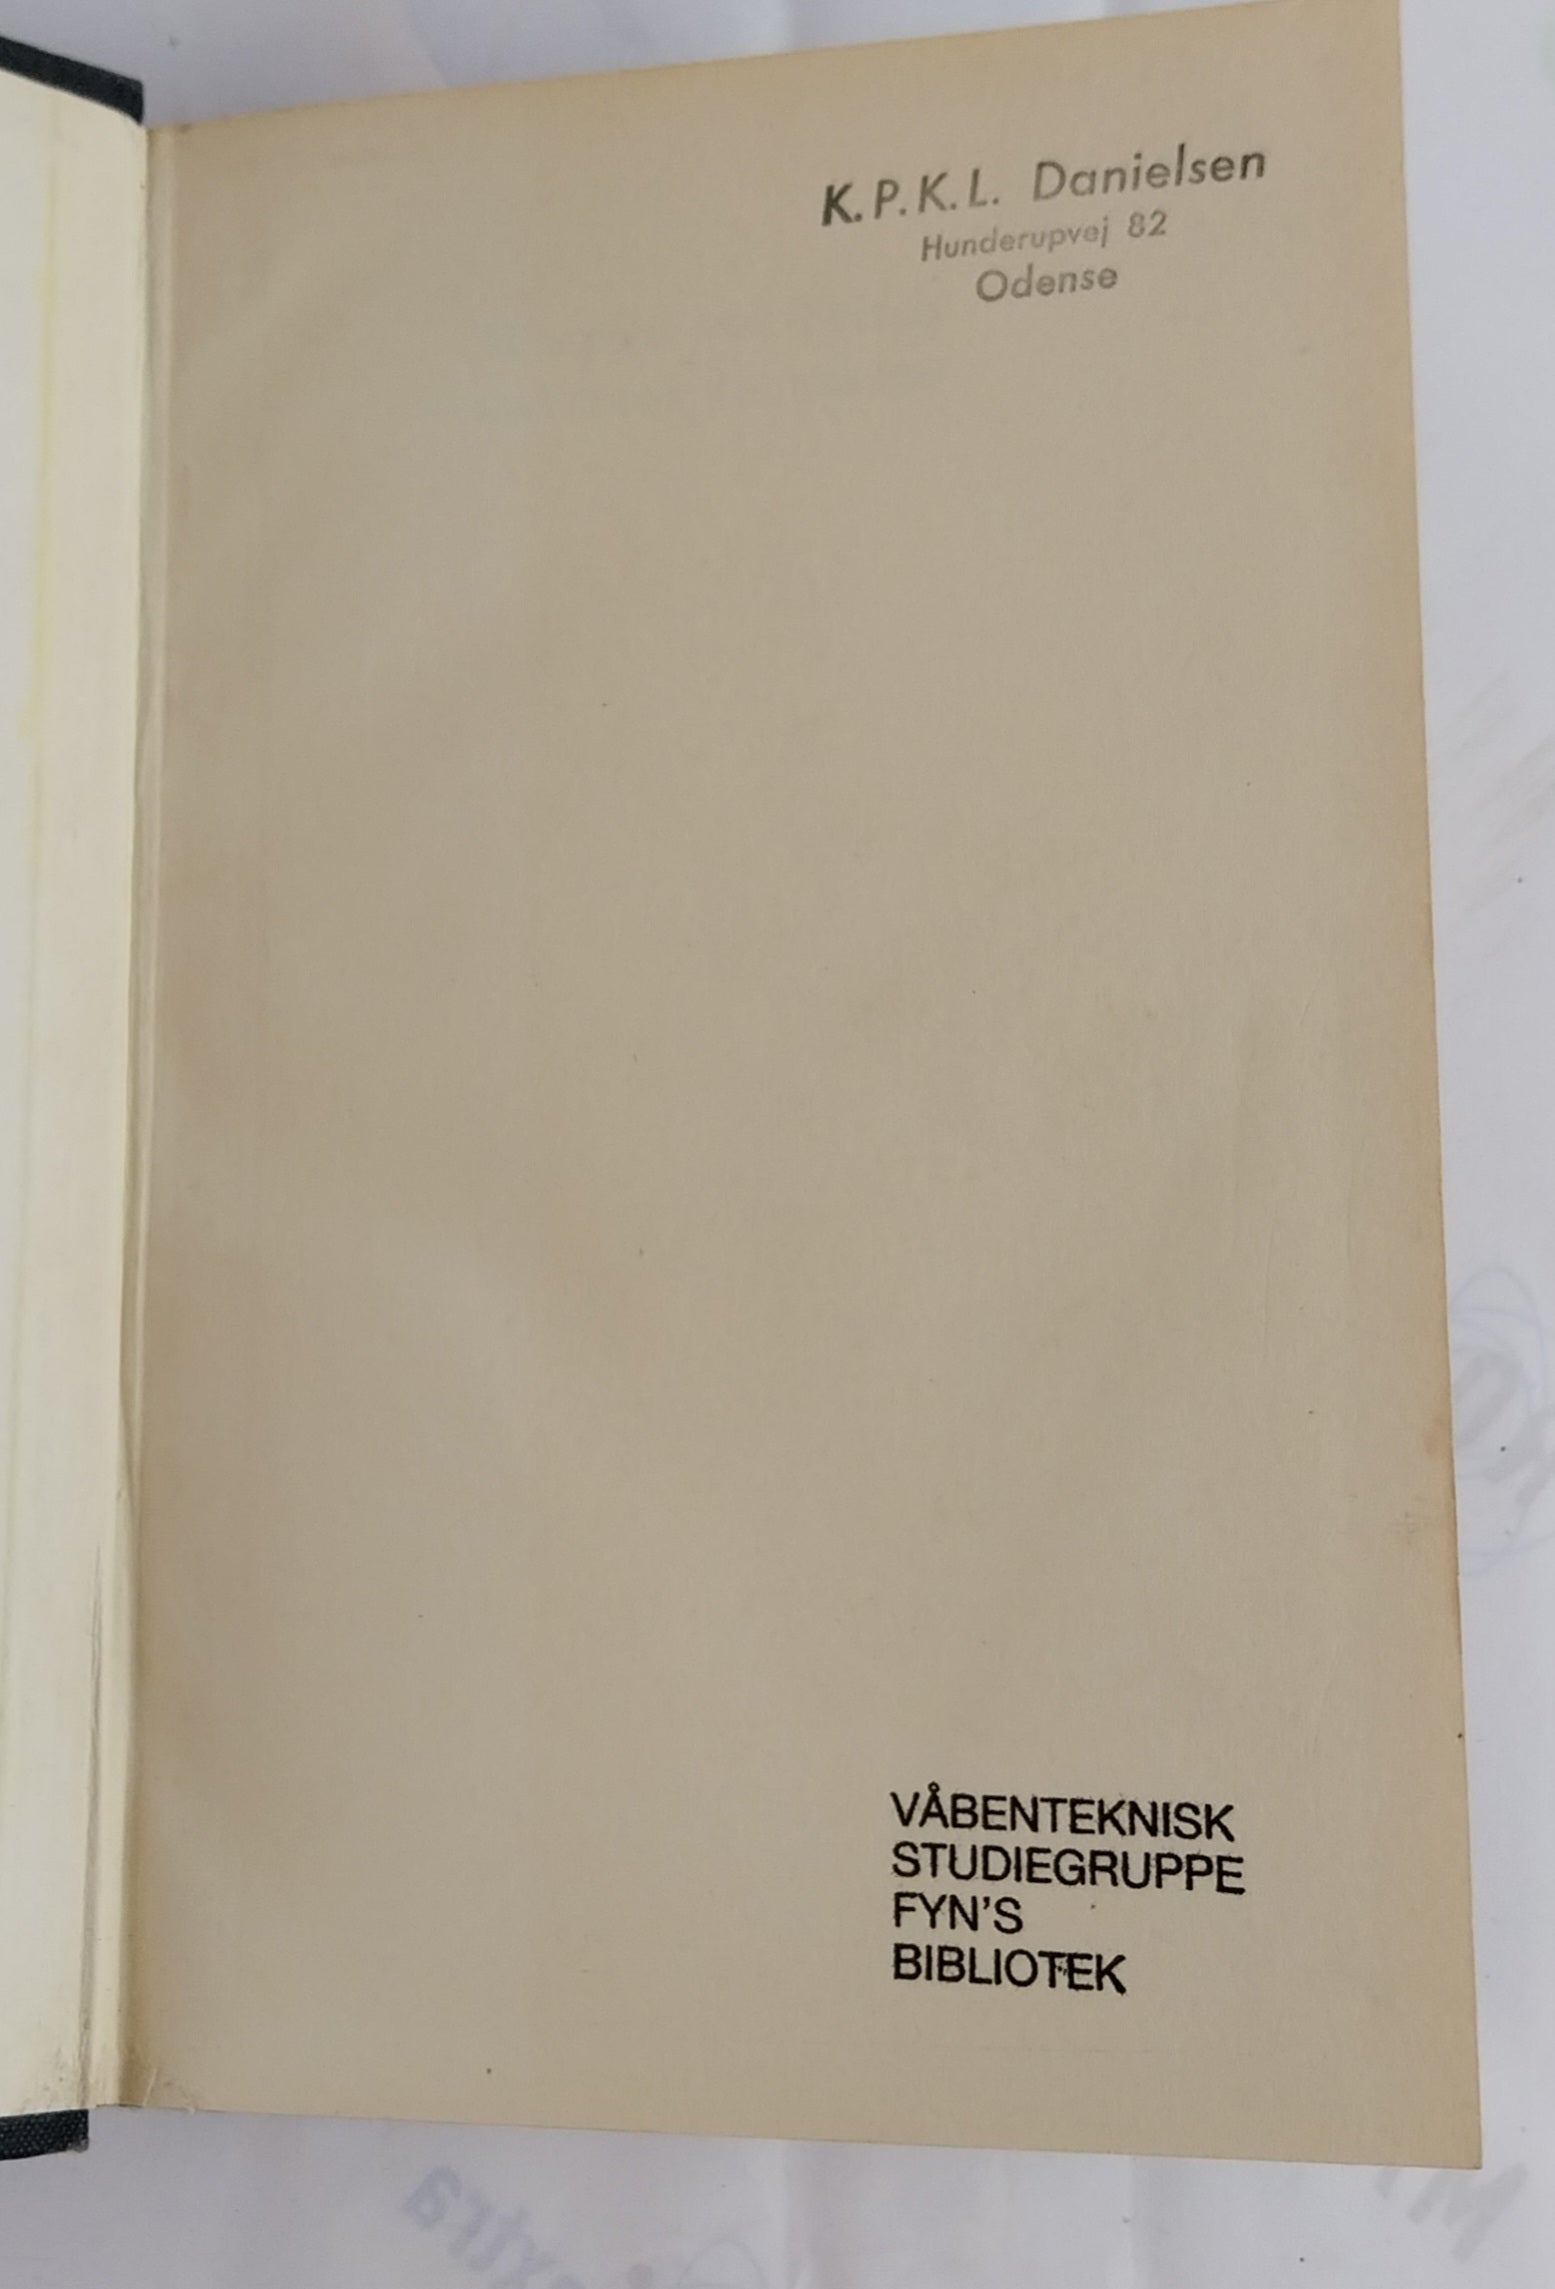 K.P.K.L. Danielsen
Hunderupvej 82
Odense
VÅBENTEKNISK
STUDIEGRUPPE
FYN'S
BIBLIOTEK